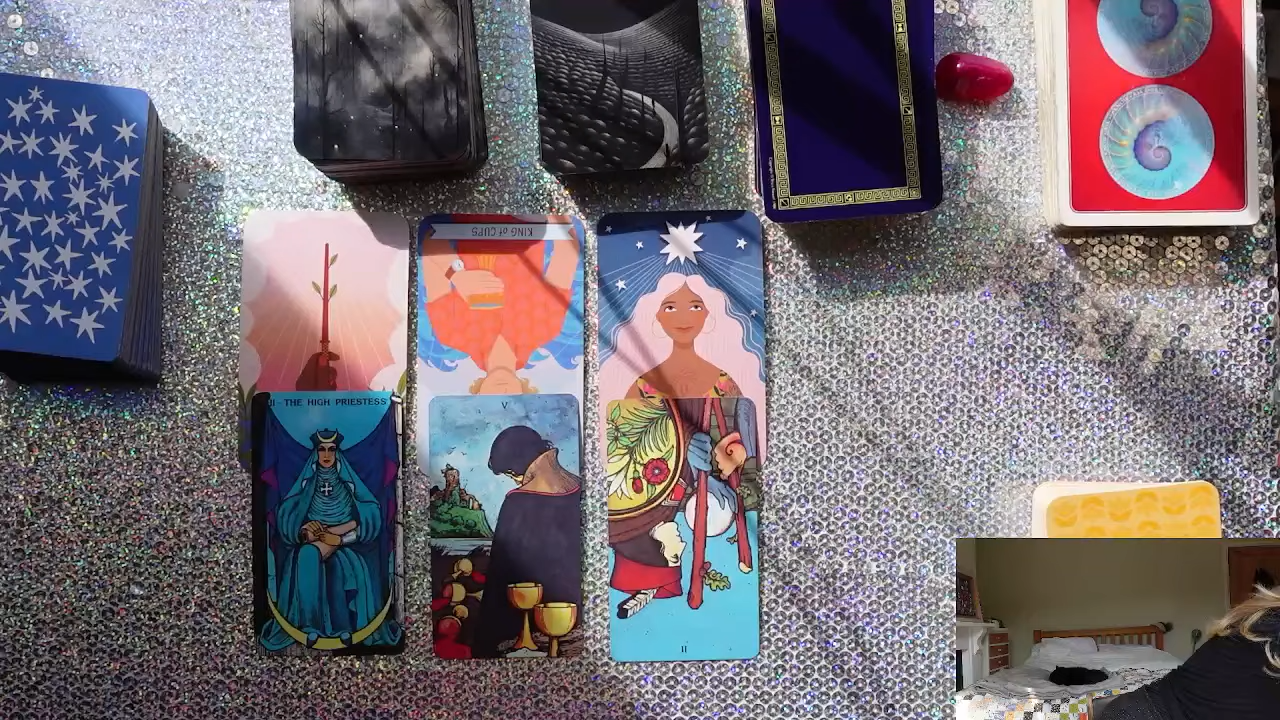 KING of CUPS
II - THE HIGH PRIESTESS
V
II